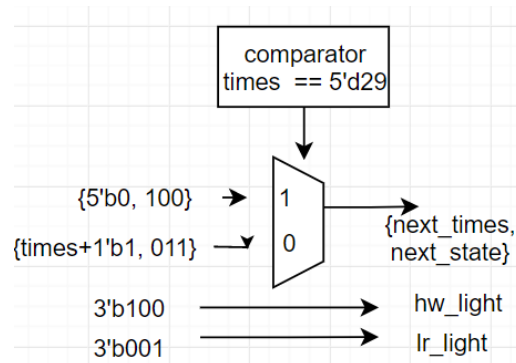 comparator
times == 5'd29
{5'b0, 100}
1
{next_times,
next_state}
{times+1'b1, 011}
0
3'b100
hw_light
3'b001
lr_light